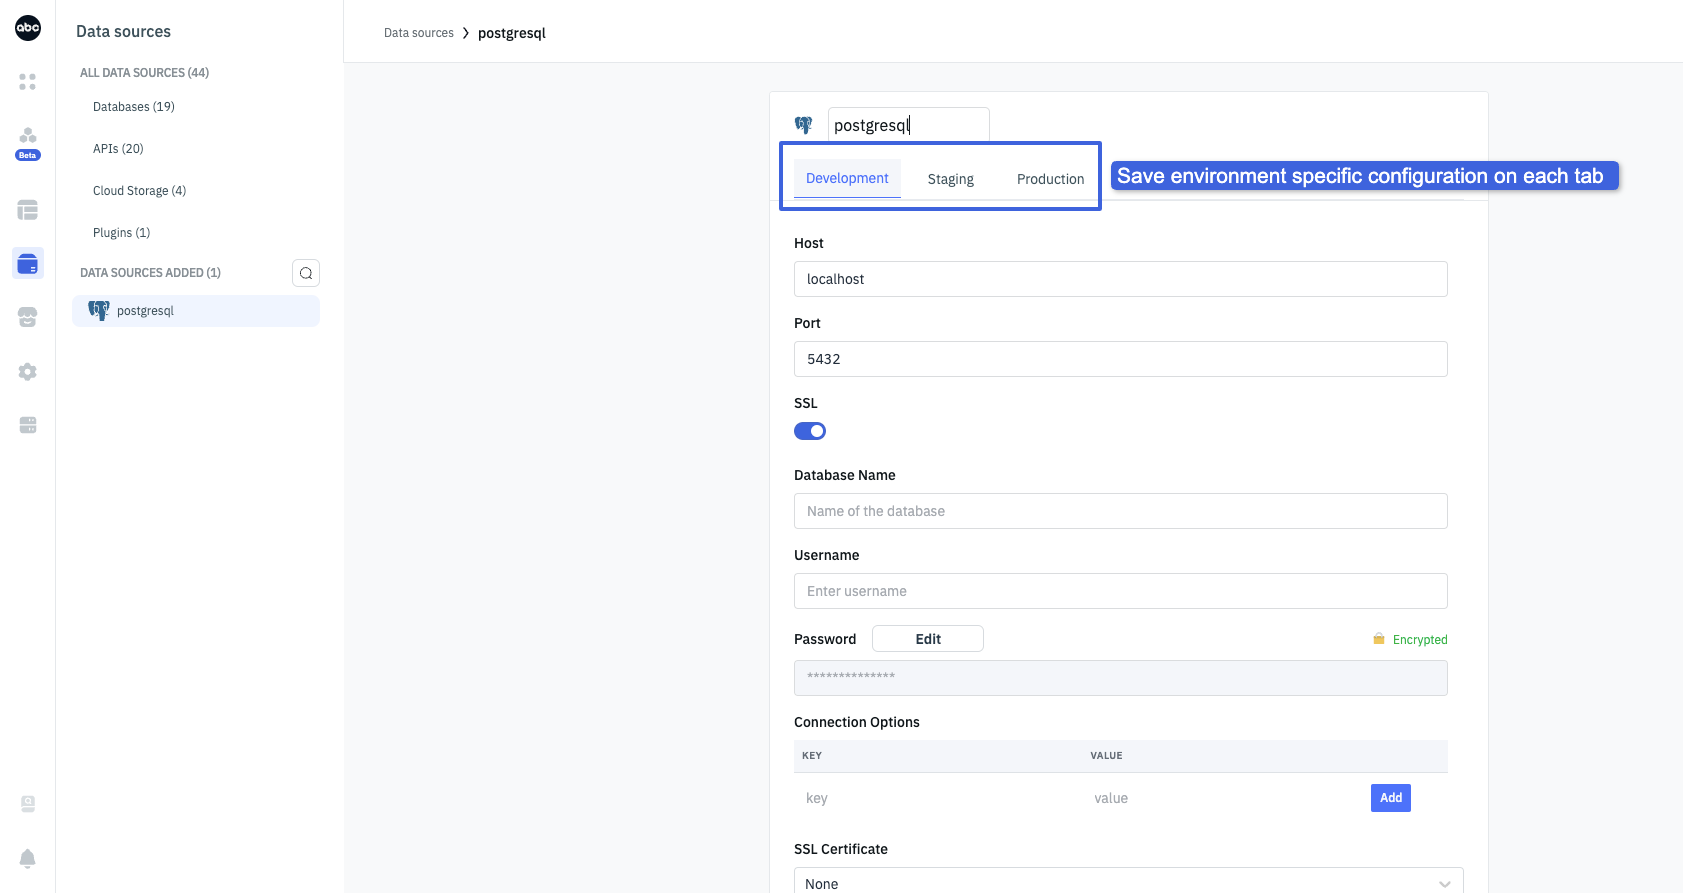 abc
Data sources
Data sources > postgresql
ALL DATA SOURCES (44)
Databases (19)
Beta
APIs (20)
Cloud Storage (4)
Plugins (1)
DATA SOURCES ADDED (1)
postgresql
postgresql
Development Staging Production
Save environment specific configuration on each tab
Host
localhost
Port
5432
SSL
Database Name
Name of the database
Username
Enter username
Password Edit Encrypted
**************
Connection Options
KEY VALUE
key value Add
SSL Certificate
None